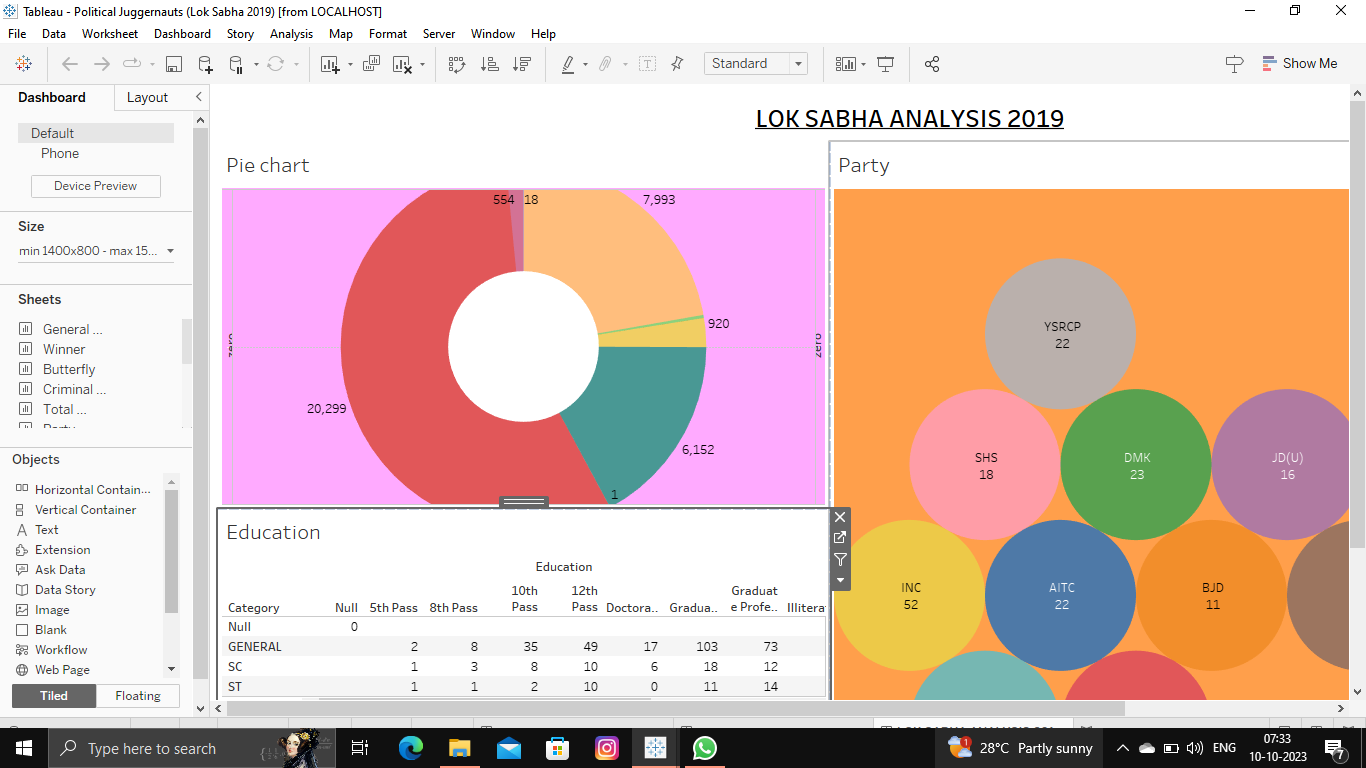 Tableau - Political Juggernauts (Lok Sabha 2019) [from LOCALHOST]
File Data Worksheet Dashboard Story Analysis Map Format Server Window Help
Standard
Show Me
Dashboard Layout
Default
Phone
Device Preview
Size
min 1400x800 - max 15...
Sheets
General ...
Winner
Butterfly
Criminal ...
Total ...
Objects
Horizontal Contain...
Vertical Container
Text
Extension
Ask Data
Data Story
Image
Blank
Workflow
Web Page
Tiled Floating
LOK SABHA ANALYSIS 2019
Pie chart
554 18 7,993
920
20,299
6,152
1
Education
Education
Category Null 5th Pass 8th Pass 10th Pass 12th Pass Doctora.. Gradua.. Graduat e Profe.. Illitera
Null 0
GENERAL 2 8 35 49 17 103 73
SC 1 3 8 10 6 18 12
ST 1 1 2 10 0 11 14
Party
YSRCP
22
SHS
18
DMK
23
JD(U)
16
INC
52
AITC
22
BJD
11
Type here to search
1
28°C Partly sunny
ENG
07:33
10-10-2023
7